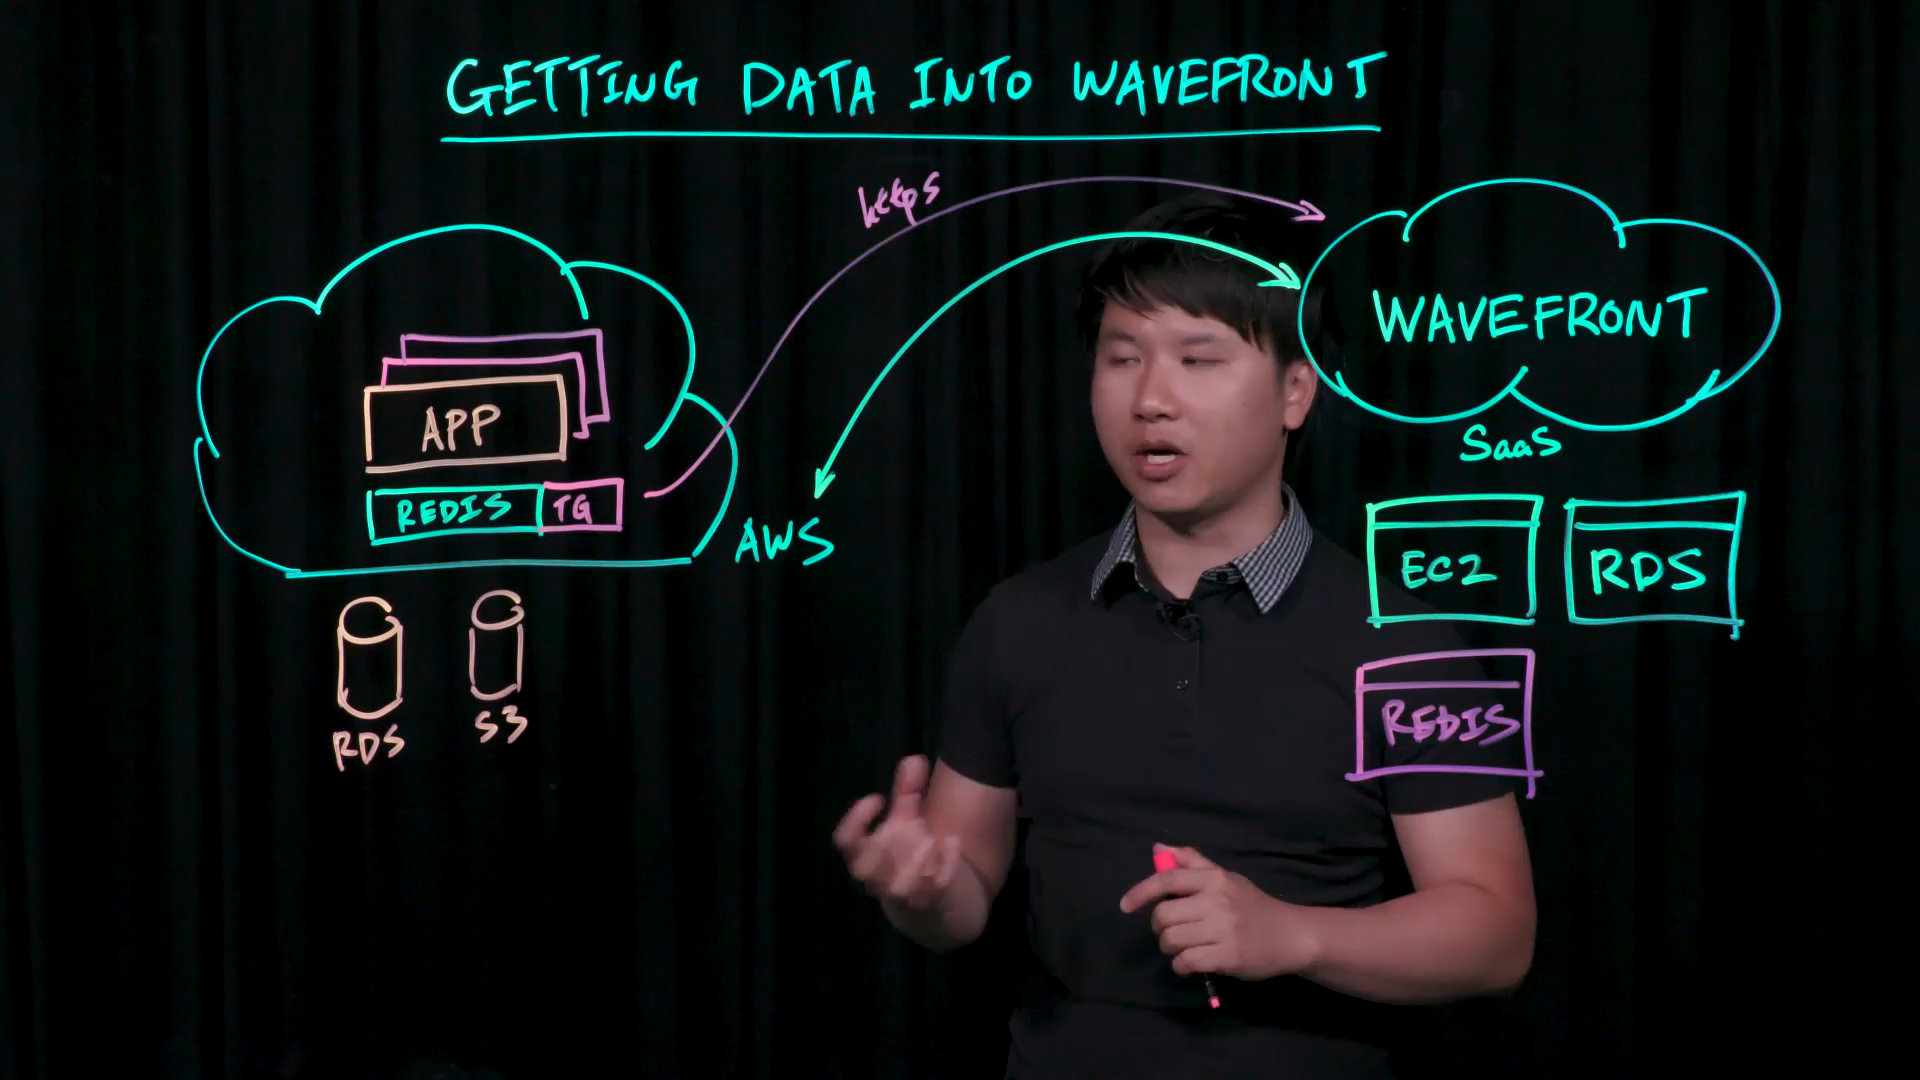 GETTING DATA INTO WAVEFRONT
https
WAVEFRONT
SaaS
APP
REDIS TG
AWS
EC2 RDS
RDS S3
REDIS